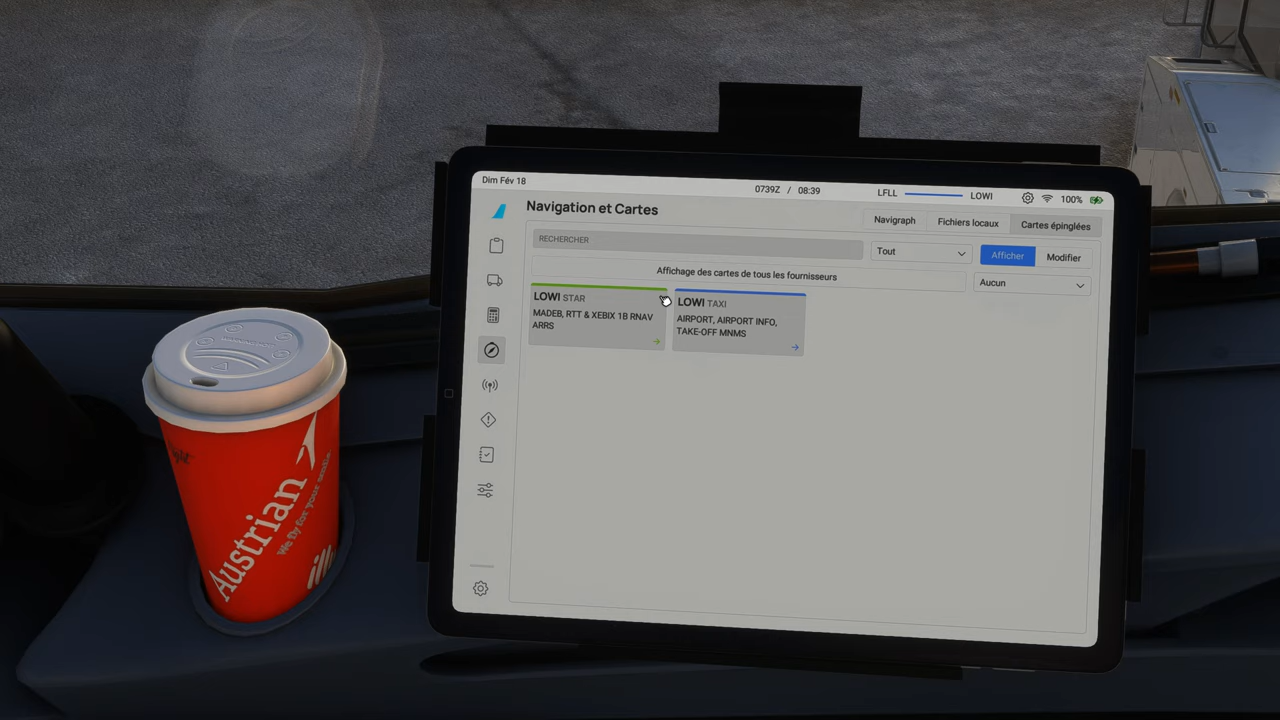 Dim Fév 18
0739Z / 08:39
LFLL
LOWI
100%
Navigation et Cartes
Navigraph
Fichiers locaux
Cartes épinglées
RECHERCHER
Tout
Afficher
Modifier
Affichage des cartes de tous les fournisseurs
Aucun
LOWI STAR
MADEB, RTT & XEBIX 1B RNAV
ARRS
LOWI TAXI
AIRPORT, AIRPORT INFO,
TAKE-OFF MNMS
Austrian
We fly for your smile.